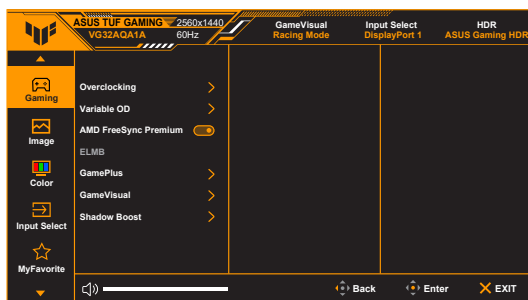 ASUS TUF GAMING 2560x1440
VG32AQA1A 60Hz
GameVisual
Racing Mode
Input Select
DisplayPort 1
HDR
ASUS Gaming HDR
Gaming
Image
Color
Input Select
MyFavorite
Overclocking
Variable OD
AMD FreeSync Premium
ELMB
GamePlus
GameVisual
Shadow Boost
Back
Enter
EXIT